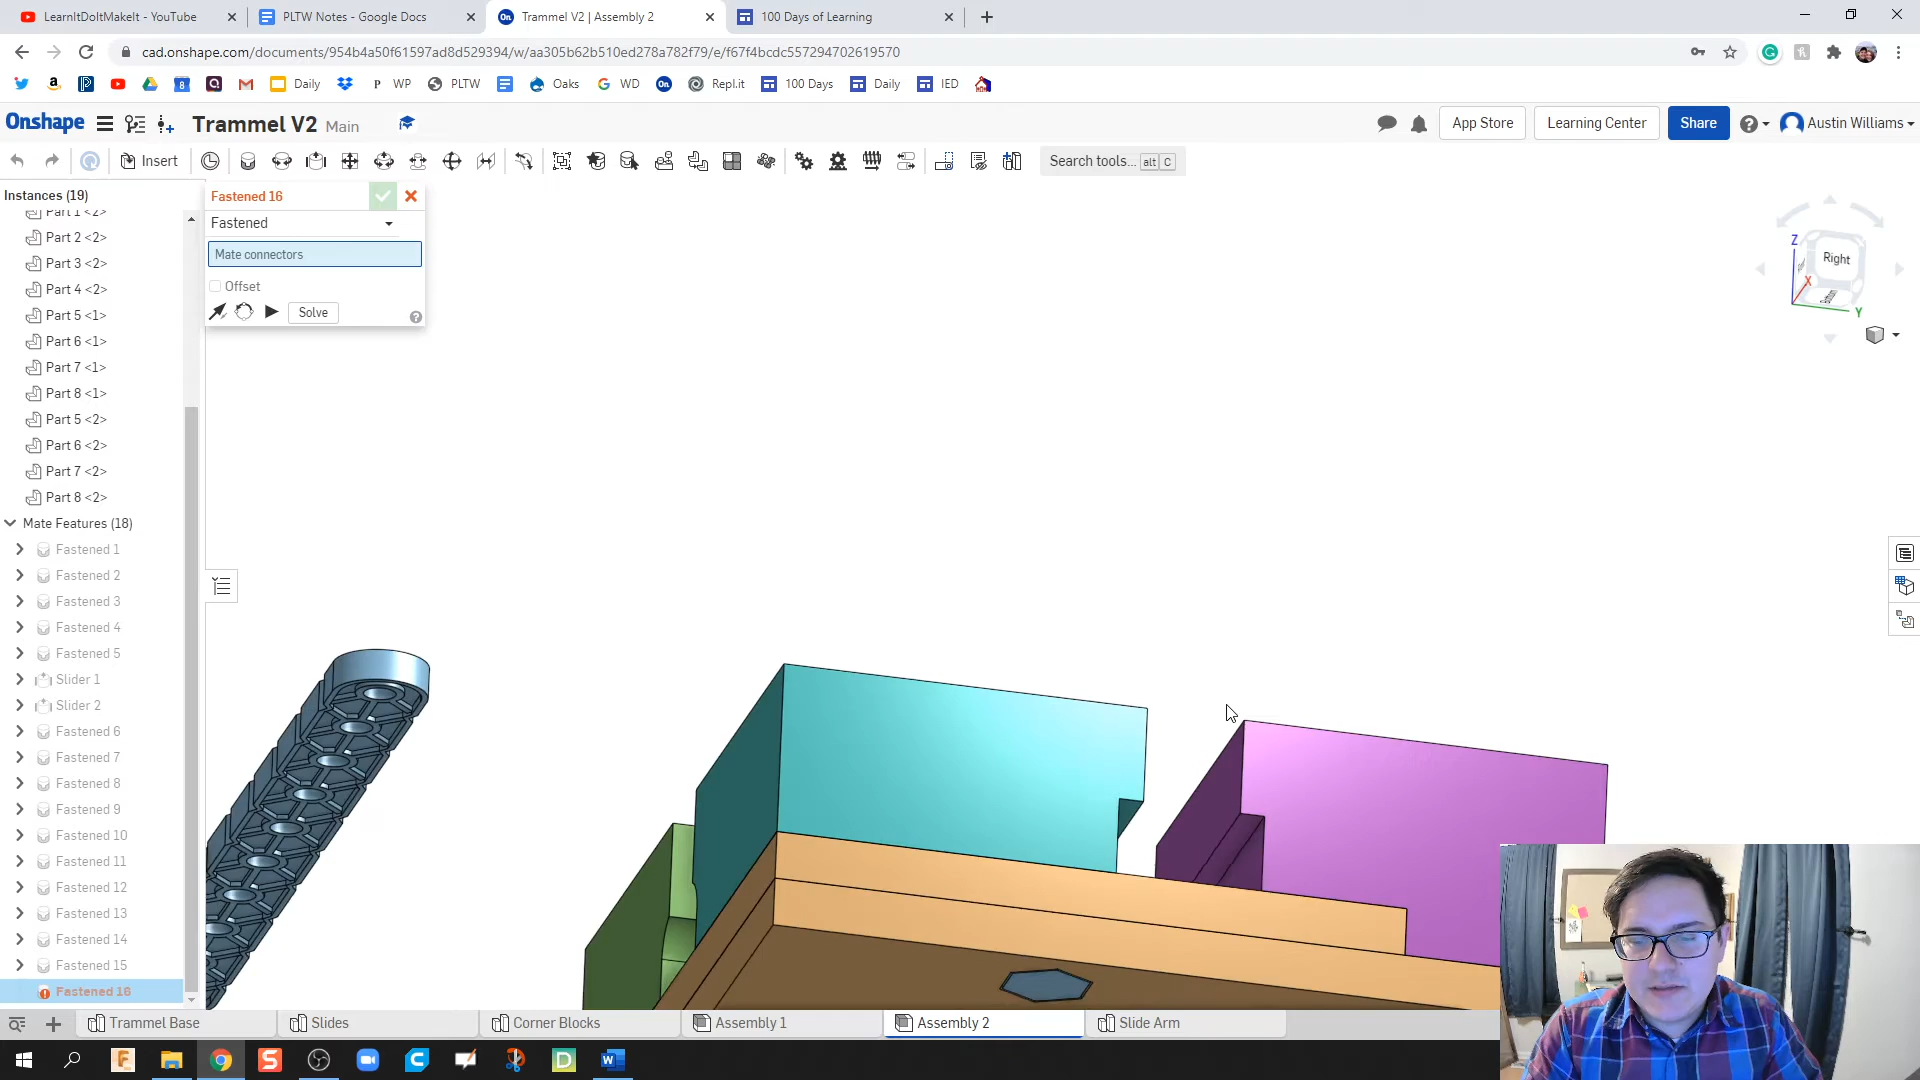 LearnItDoItMakeIt - YouTube
PLTW Notes - Google Docs
Trammel V2 | Assembly 2
100 Days of Learning
cad.onshape.com/documents/954b4a50f61597ad8d529394/w/aa305b62b510ed278a782f79/e/f67f4bcdc557294702619570
Daily
WP
PLTW
Oaks
WD
Repl.it
100 Days
Daily
IED
Onshape
Trammel V2 Main
App Store
Learning Center
Share
Austin Williams
Insert
Search tools... alt C
Instances (19)
Part 1 <2>
Part 2 <2>
Part 3 <2>
Part 4 <2>
Part 5 <1>
Part 6 <1>
Part 7 <1>
Part 8 <1>
Part 5 <2>
Part 6 <2>
Part 7 <2>
Part 8 <2>
Mate Features (18)
Fastened 1
Fastened 2
Fastened 3
Fastened 4
Fastened 5
Slider 1
Slider 2
Fastened 6
Fastened 7
Fastened 8
Fastened 9
Fastened 10
Fastened 11
Fastened 12
Fastened 13
Fastened 14
Fastened 15
Fastened 16
Fastened 16
Fastened
Mate connectors
Offset
Solve
Z
Right
X
Bottom
Y
Trammel Base
Slides
Corner Blocks
Assembly 1
Assembly 2
Slide Arm